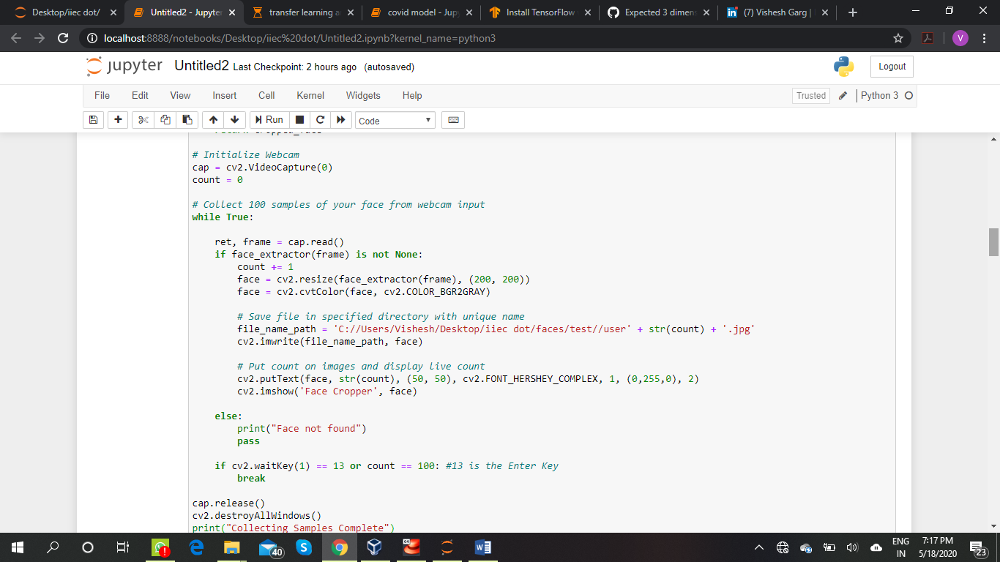 Desktop/iiec dot/
Untitled2 - Jupyter
transfer learning a
covid model - Jup
Install TensorFlow
Expected 3 dimen
(7) Vishesh Garg |
localhost:8888/notebooks/Desktop/iiec%20dot/Untitled2.ipynb?kernel_name=python3
V
jupyter Untitled2 Last Checkpoint: 2 hours ago (autosaved)
Logout
File Edit View Insert Cell Kernel Widgets Help
Trusted
Python 3
Run
Code
# Initialize Webcam
cap = cv2.VideoCapture(0)
count = 0
# Collect 100 samples of your face from webcam input
while True:
ret, frame = cap.read()
if face_extractor(frame) is not None:
count += 1
face = cv2.resize(face_extractor(frame), (200, 200))
face = cv2.cvtColor(face, cv2.COLOR_BGR2GRAY)
# Save file in specified directory with unique name
file_name_path = 'C://Users/Vishesh/Desktop/iiec dot/faces/test//user' + str(count) + '.jpg'
cv2.imwrite(file_name_path, face)
# Put count on images and display live count
cv2.putText(face, str(count), (50, 50), cv2.FONT_HERSHEY_COMPLEX, 1, (0,255,0), 2)
cv2.imshow('Face Cropper', face)
else:
print("Face not found")
pass
if cv2.waitKey(1) == 13 or count == 100: #13 is the Enter Key
break
cap.release()
cv2.destroyAllWindows()
print("Collecting Samples Complete")
40
ENG
IN
7:17 PM
5/18/2020
23